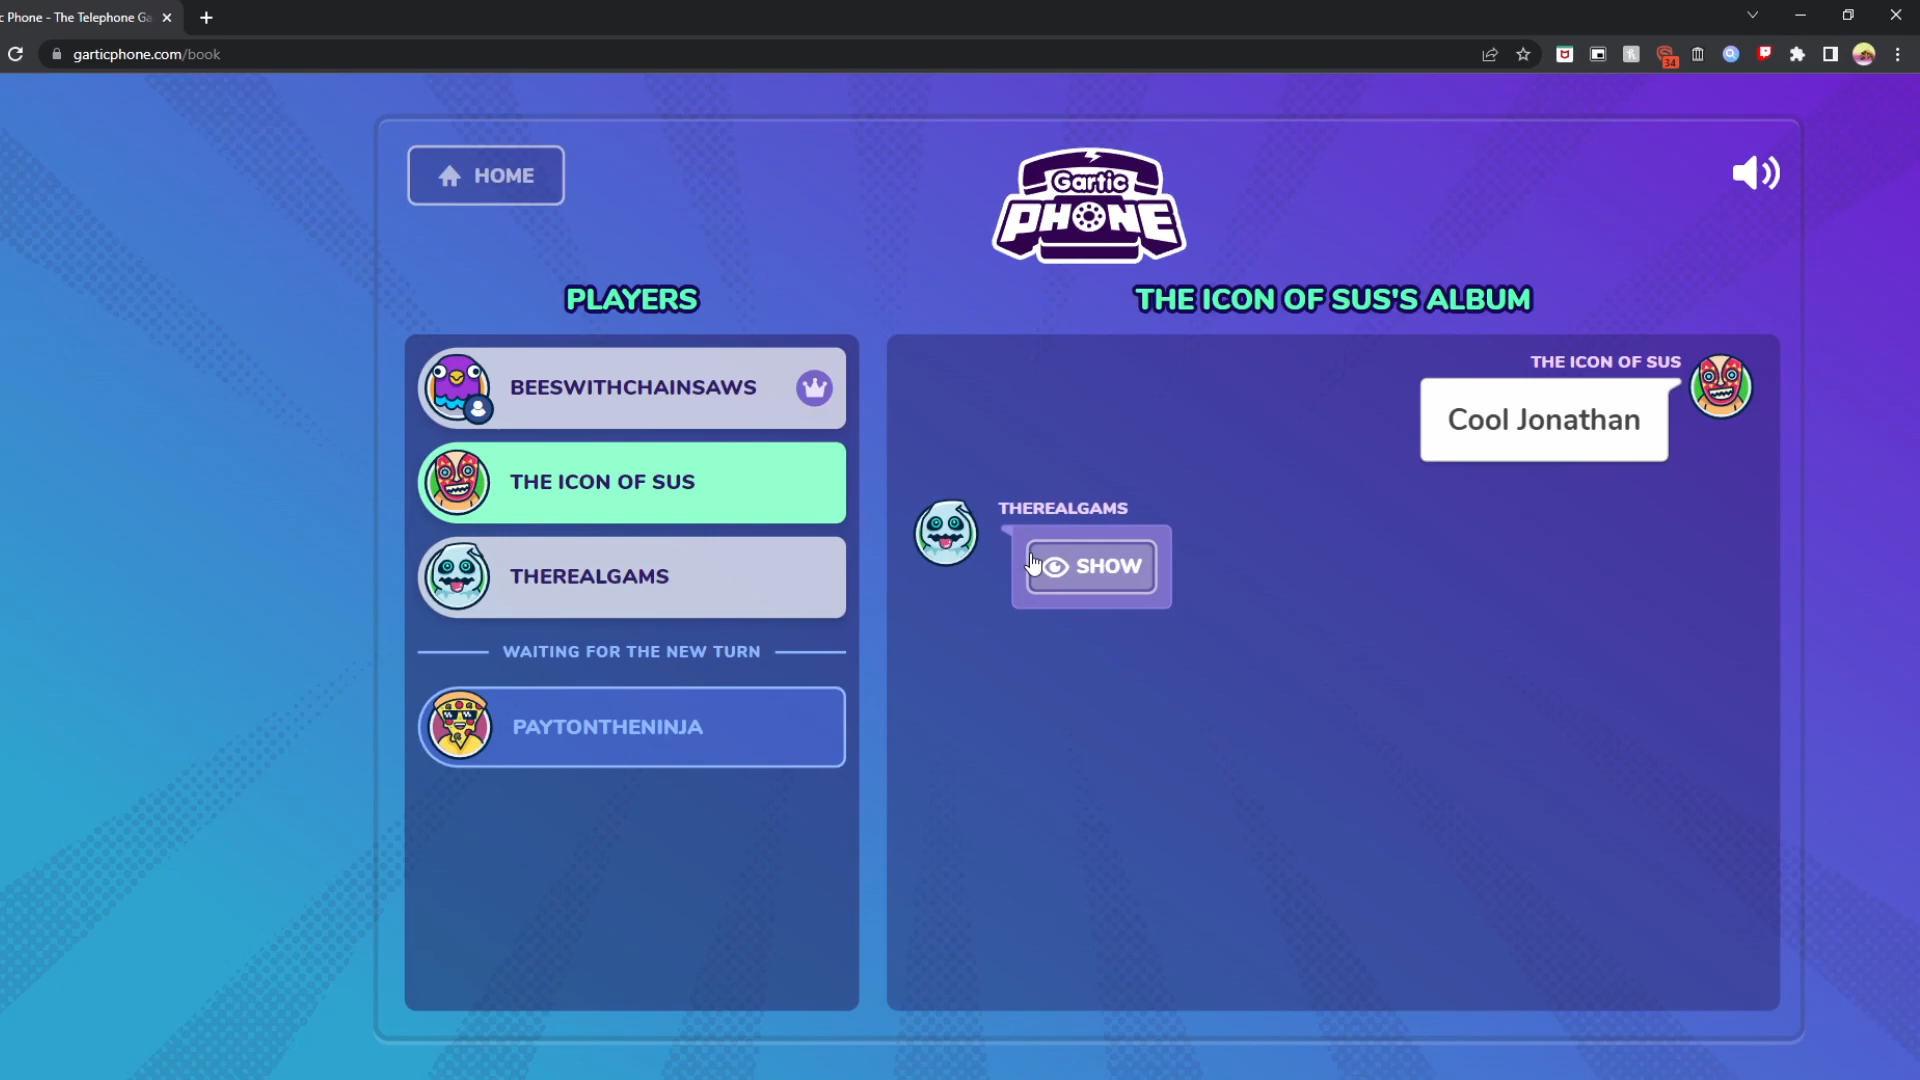 c Phone - The Telephone Ga
garticphone.com/book
34
HOME
Gartic
PHONE
PLAYERS
THE ICON OF SUS'S ALBUM
BEESWITHCHAINSAWS
THE ICON OF SUS
THEREALGAMS
WAITING FOR THE NEW TURN
PAYTONTHENINJA
THE ICON OF SUS
Cool Jonathan
THEREALGAMS
SHOW